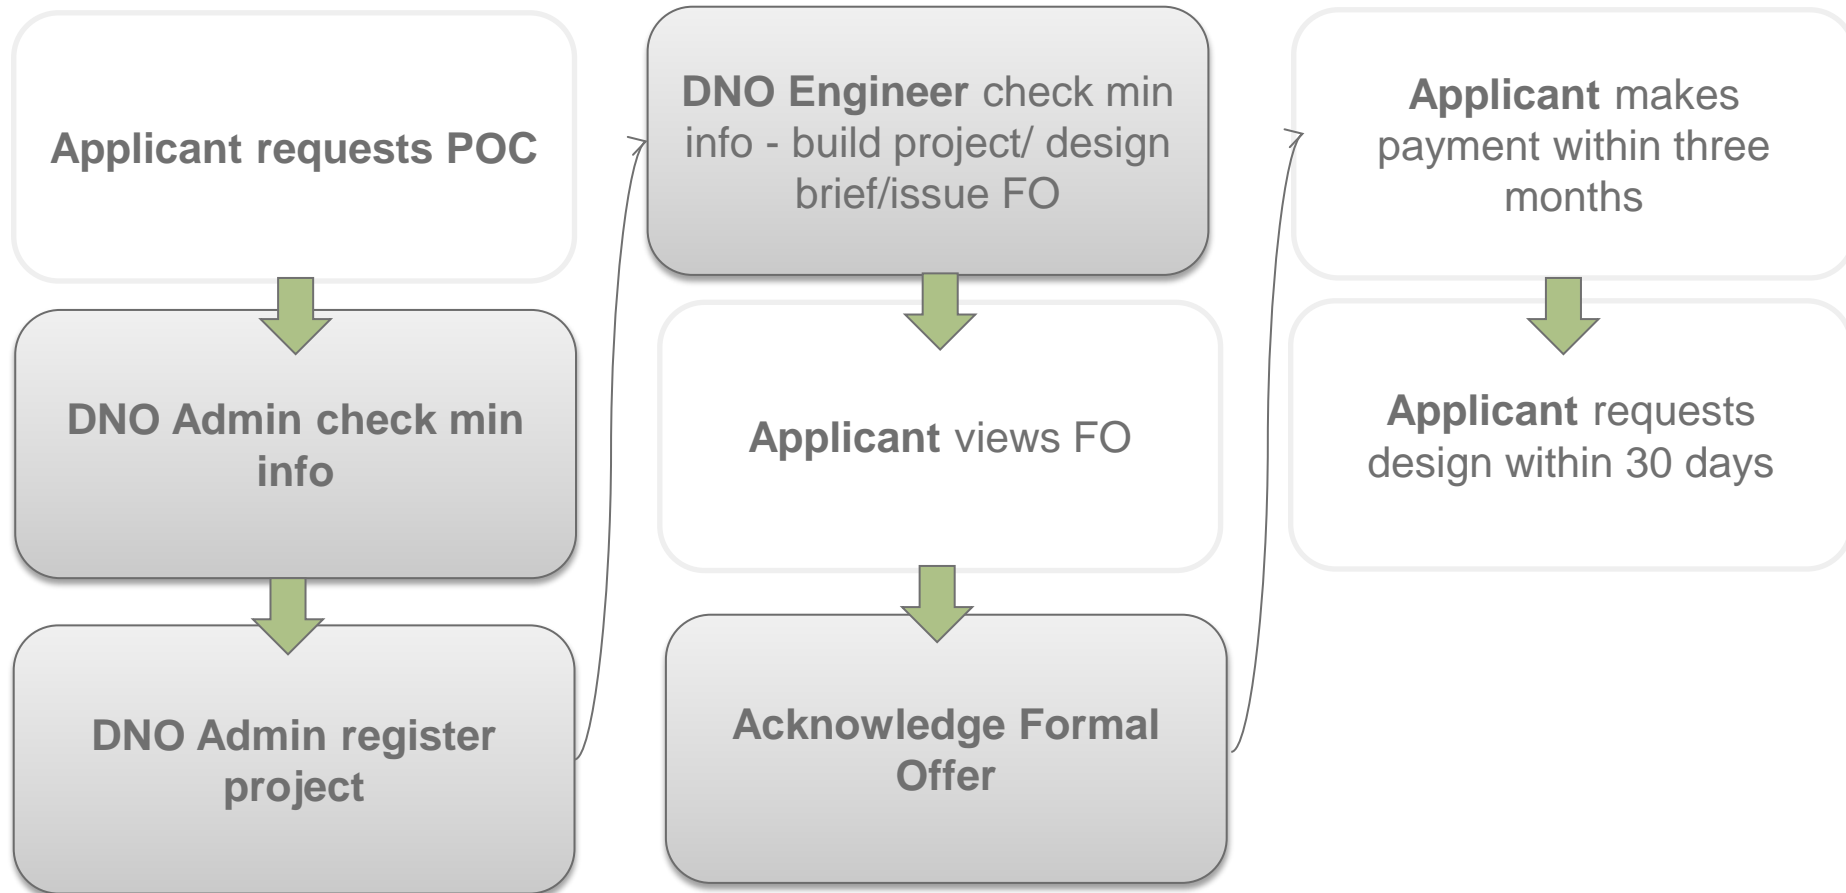 Applicant requests POC
DNO Admin check min
info
DNO Admin register
project
DNO Engineer check min
info - build project/ design
brief/issue FO
Applicant views FO
Acknowledge Formal
Offer
Applicant makes
payment within three
months
Applicant requests
design within 30 days